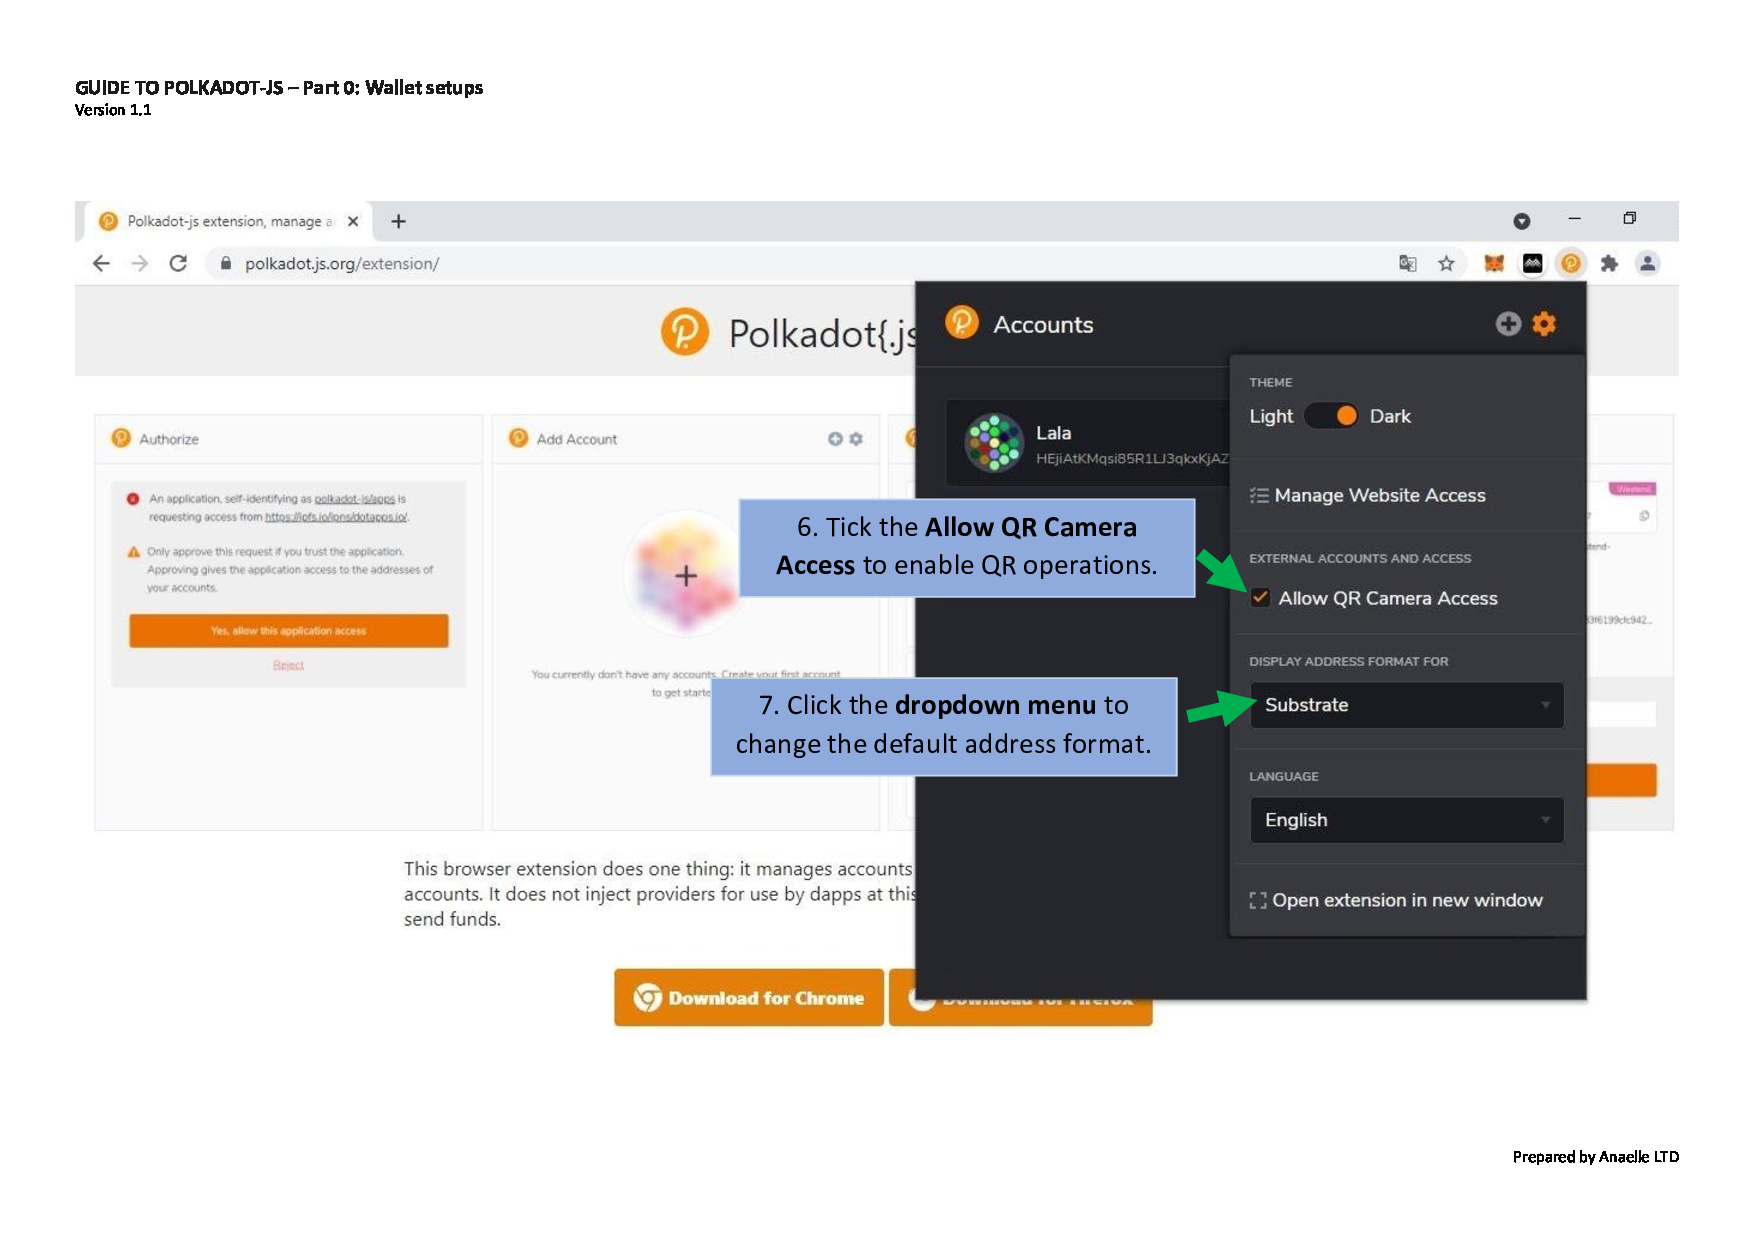 GUIDE TO POLKADOT-JS – Part 0: Wallet setups
Version 1.1
Polkadot-js extension, manage a
polkadot.js.org/extension/
Polkadot{.js
Accounts
THEME
Light Dark
Lala
HEjiAtKMqsi85R1LJ3qkxKjAZ
Manage Website Access
EXTERNAL ACCOUNTS AND ACCESS
Allow QR Camera Access
DISPLAY ADDRESS FORMAT FOR
Substrate
LANGUAGE
English
Open extension in new window
6. Tick the Allow QR Camera
Access to enable QR operations.
7. Click the dropdown menu to
change the default address format.
Authorize
An application, self-identifying as polkadot-js/apps is
requesting access from https://ipfs.io/ipns/dotapps.io/.
Only approve this request if you trust the application.
Approving gives the application access to the addresses of
your accounts.
Yes, allow this application access
Reject
Add Account
You currently don't have any accounts. Create your first account
to get starte
Westend
This browser extension does one thing: it manages accounts
accounts. It does not inject providers for use by dapps at this
send funds.
Download for Chrome
Download for Firefox
Prepared by Anaelle LTD